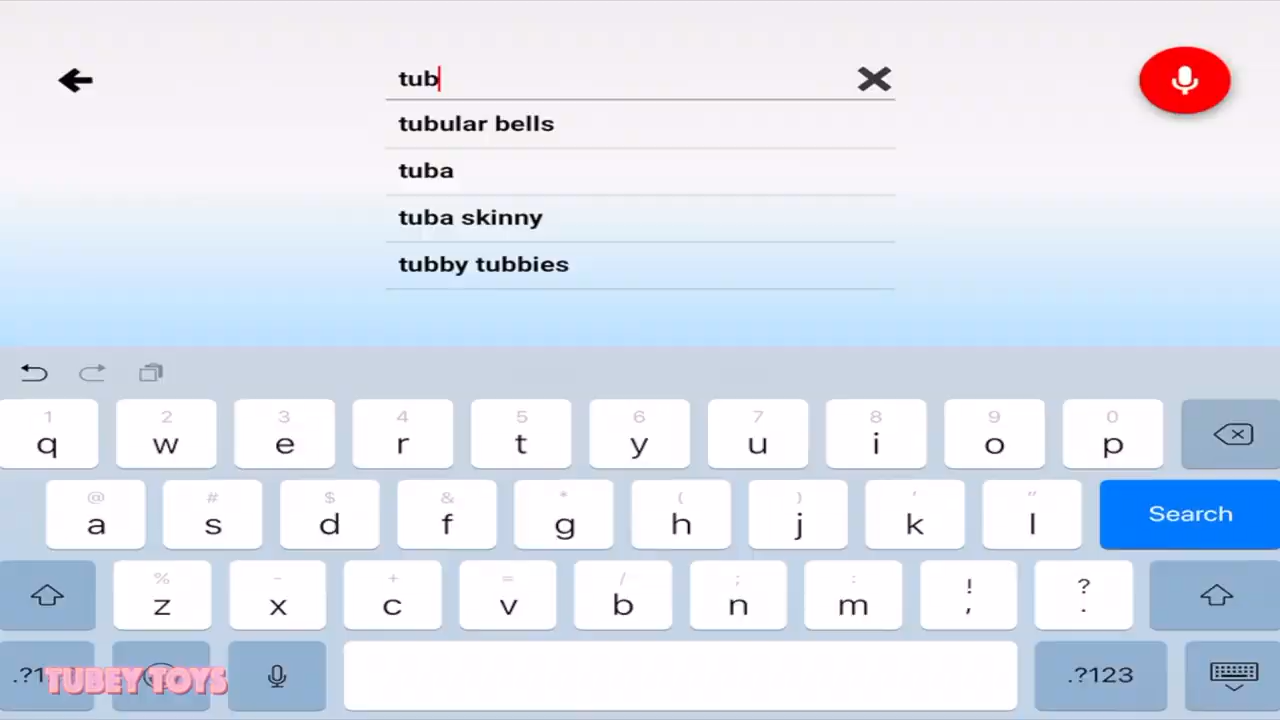 tub
tubular bells
tuba
tuba skinny
tubby tubbies
1 2 3 4 5 6 7 8 9 0
q w e r t y u i o p
@ # $ & * ( ) ' "
a s d f g h j k l Search
% - + = / ; : ! ?
z x c v b n m , .
.?1 TUBEY TOYS .?123